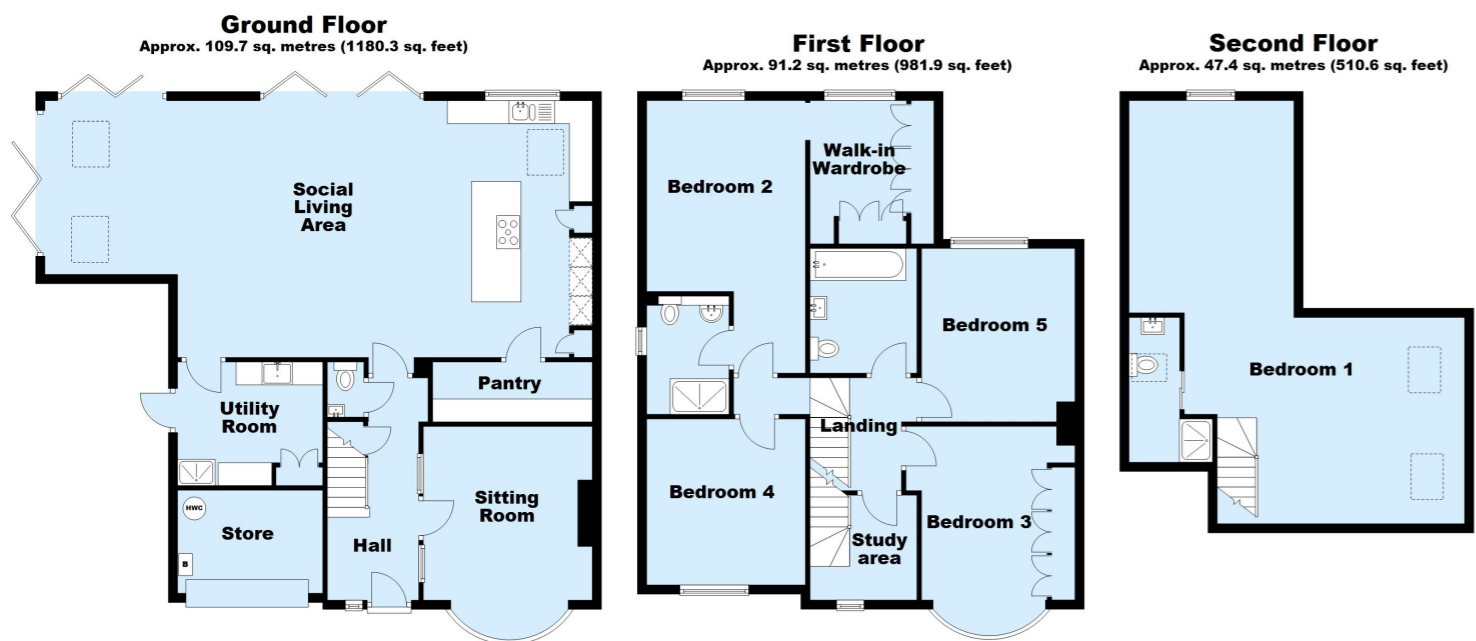 Ground Floor
Approx. 109.7 sq. metres (1180.3 sq. feet)
Social
Living
Area
Pantry
Utility
Room
Sitting
Room
HWC
Store
B
Hall
First Floor
Approx. 91.2 sq. metres (981.9 sq. feet)
Walk-in
Wardrobe
Bedroom 2
Bedroom 5
Landing
Bedroom 4
Bedroom 3
Study
area
Second Floor
Approx. 47.4 sq. metres (510.6 sq. feet)
Bedroom 1